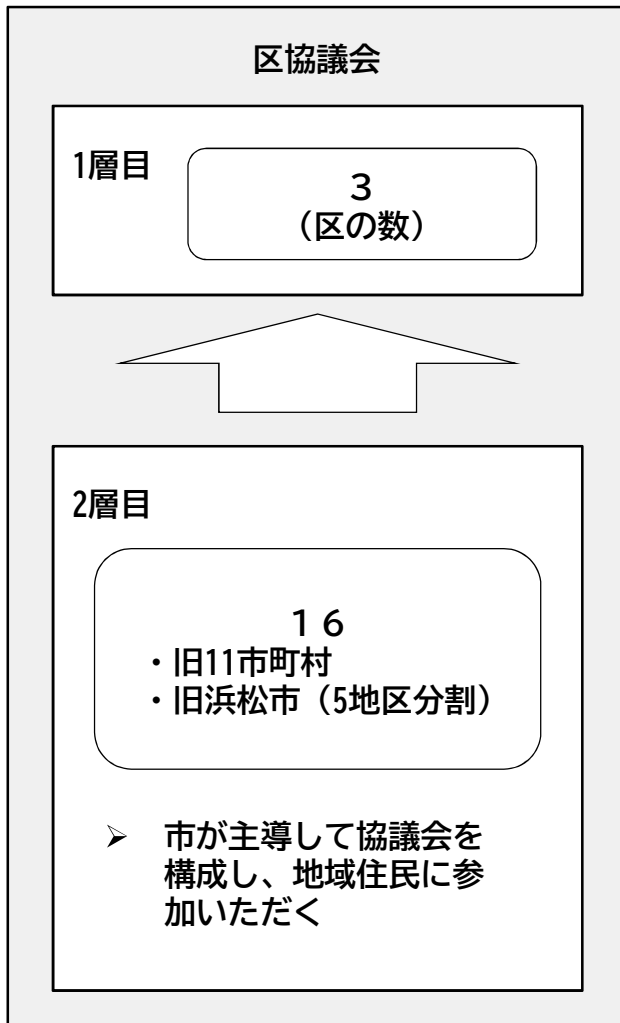 区協議会
1層目
３
（区の数）
2層目
１６
・旧11市町村
・旧浜松市（5地区分割）
➢ 市が主導して協議会を
構成し、地域住民に参
加いただく